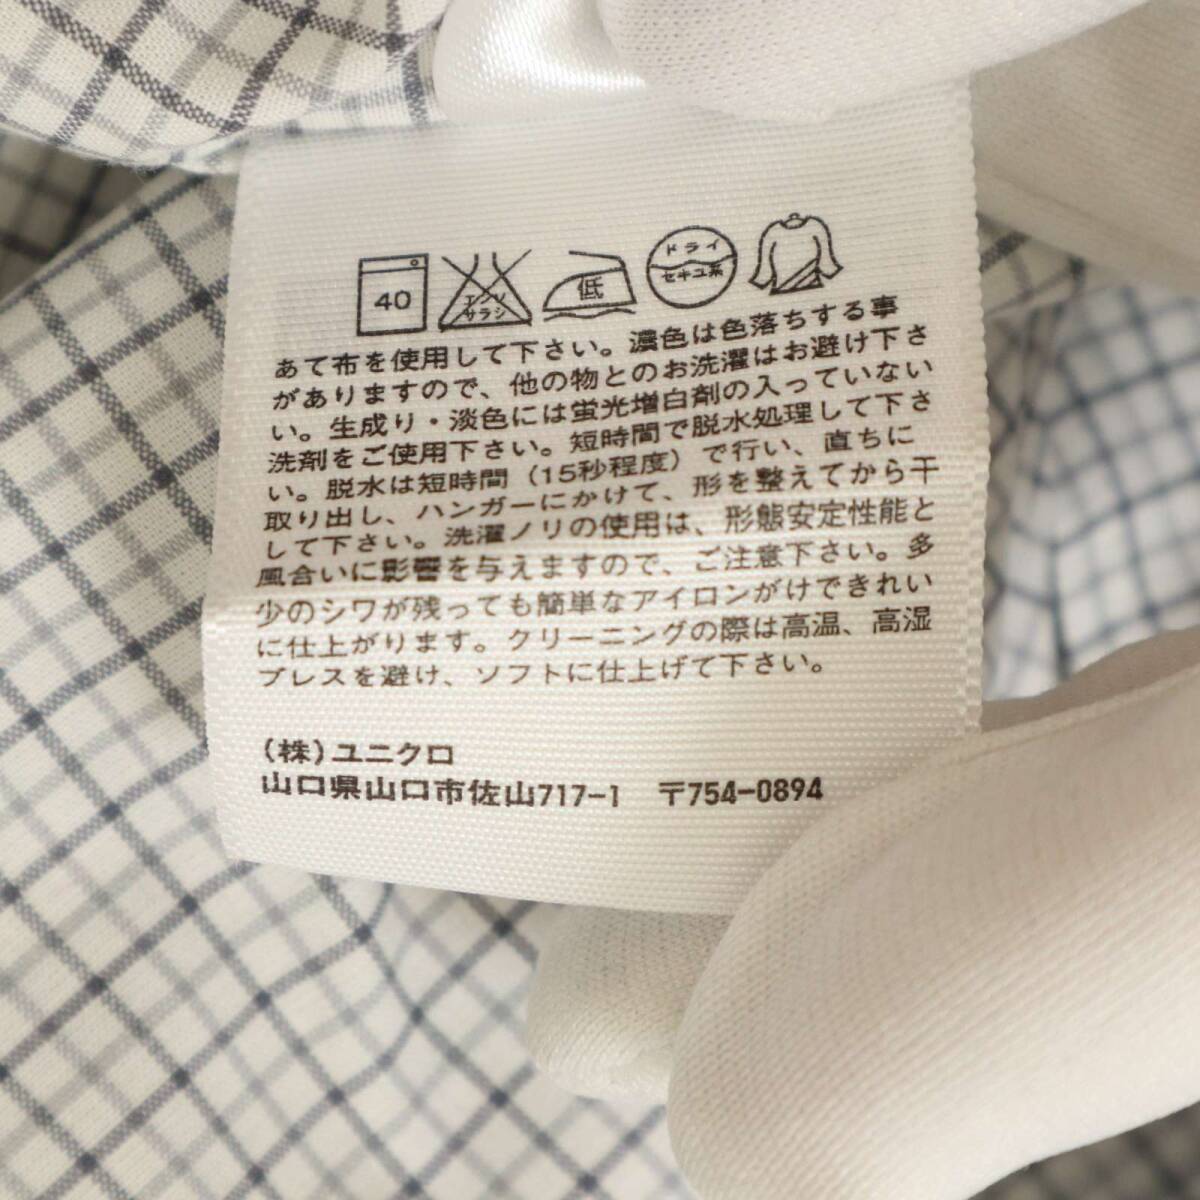 40 エンソ サラシ 低 ドライ セキユ系
あて布を使用して下さい。濃色は色落ちする事
がありますので、他の物とのお洗濯はお避け下さ
い。生成り・淡色には蛍光増白剤の入っていない
洗剤をご使用下さい。短時間で脱水処理して下さ
い。脱水は短時間（15秒程度）で行い、直ちに
取り出し、ハンガーにかけて、形を整えてから干
して下さい。洗濯ノリの使用は、形態安定性能と
風合いに影響を与えますので、ご注意下さい。多
少のシワが残っても簡単なアイロンがけできれい
に仕上がります。クリーニングの際は高温、高湿
プレスを避け、ソフトに仕上げて下さい。
（株）ユニクロ
山口県山口市佐山717-1 〒754-0894